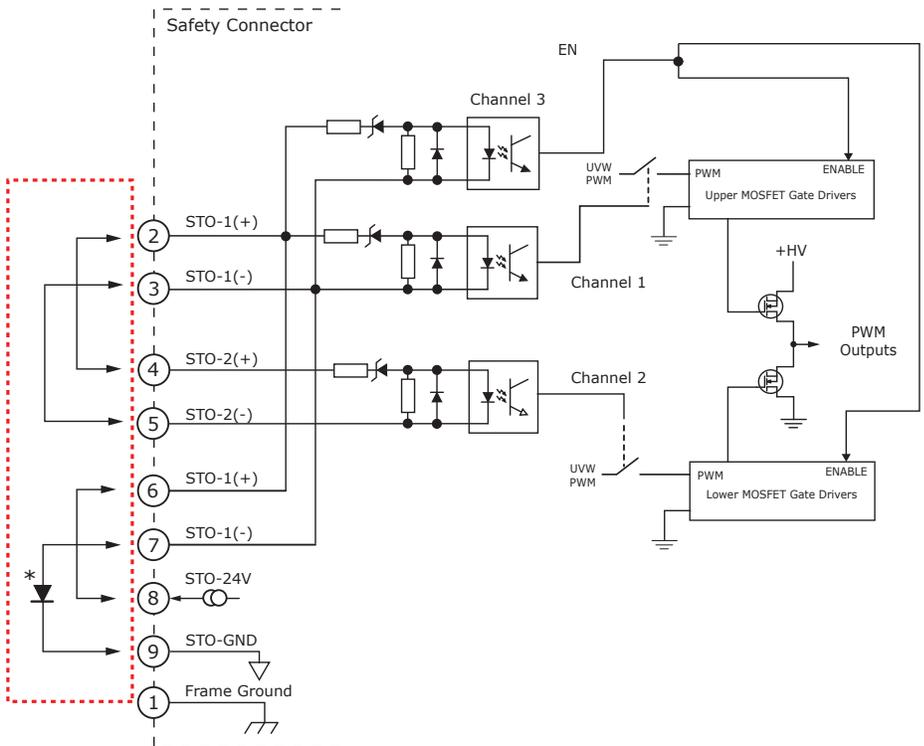 Safety Connector
EN
Channel 3
UVW
PWM
PWM
ENABLE
Upper MOSFET Gate Drivers
2
STO-1(+)
3
STO-1(-)
Channel 1
+HV
PWM
Outputs
4
STO-2(+)
Channel 2
5
STO-2(-)
UVW
PWM
PWM
ENABLE
Lower MOSFET Gate Drivers
6
STO-1(+)
7
STO-1(-)
*
8
STO-24V
9
STO-GND
1
Frame Ground